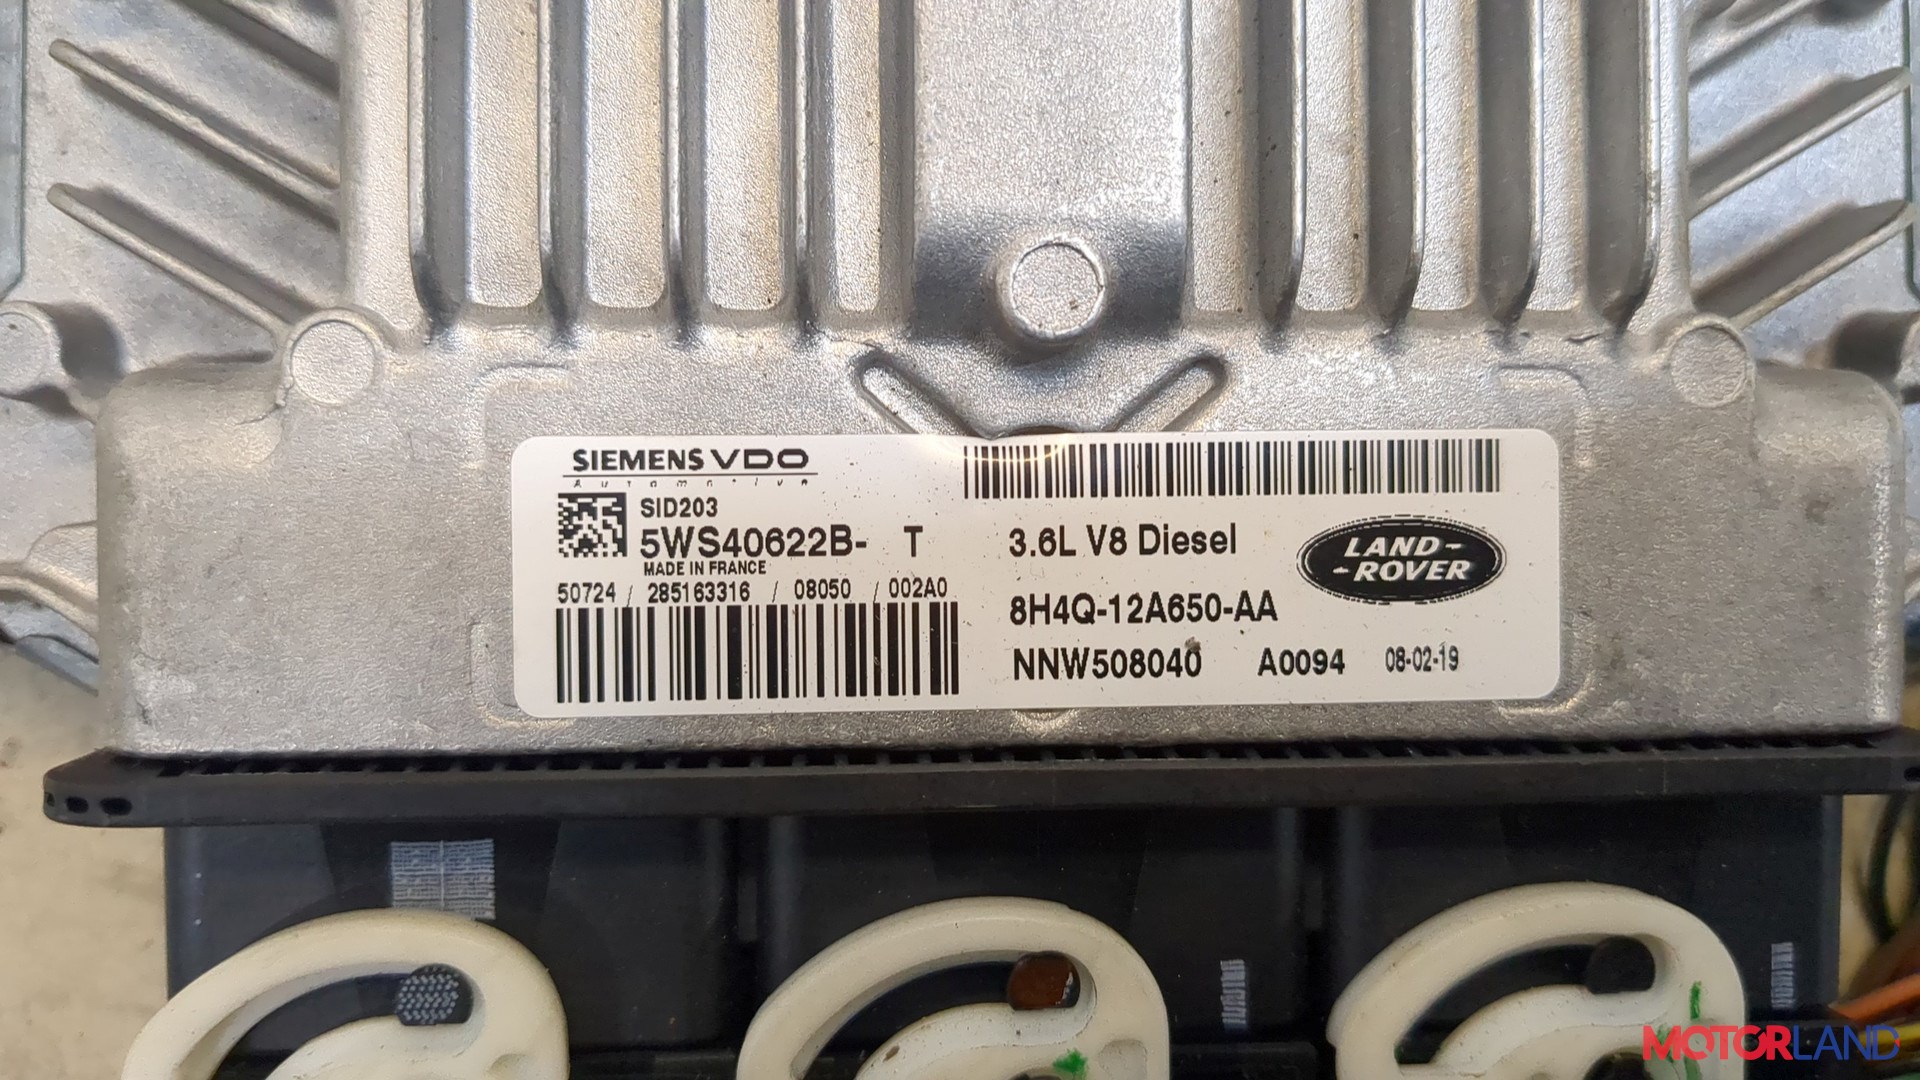 SIEMENS VDO
Automotive
SID203
5WS40622B- T
MADE IN FRANCE
50724 / 285163316 / 08050 / 002A0
3.6L V8 Diesel
LAND-
-ROVER
8H4Q-12A650-AA
NNW508040 A0094 08-02-19
MOTORLAND